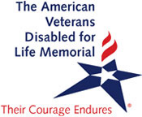 The American
Veterans
Disabled for
Life Memorial
Their Courage Endures
®